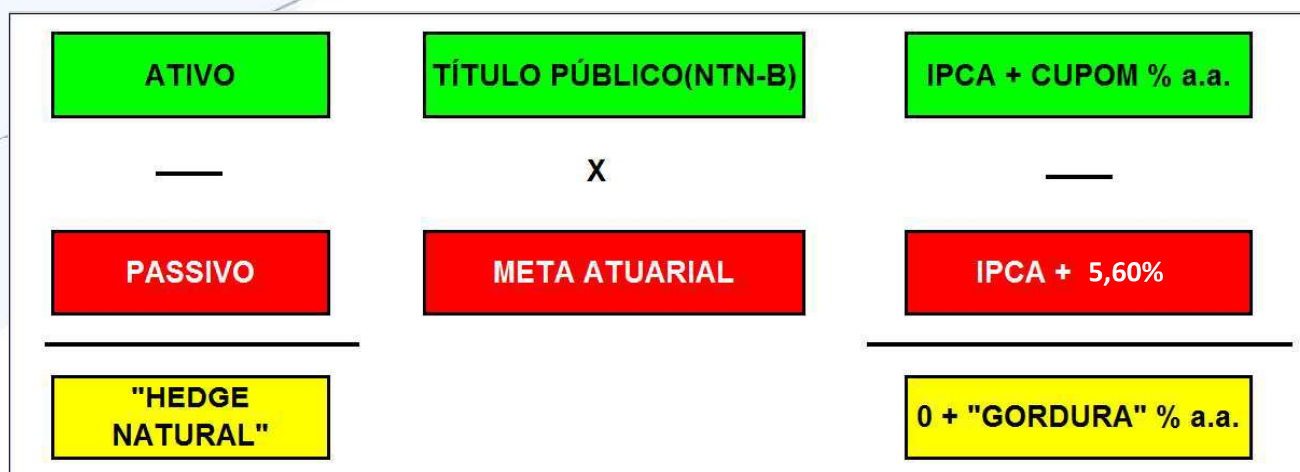 ATIVO
TÍTULO PÚBLICO(NTN-B)
IPCA + CUPOM % a.a.
X
PASSIVO
META ATUARIAL
IPCA + 5,60%
"HEDGE
NATURAL"
0 + "GORDURA" % a.a.